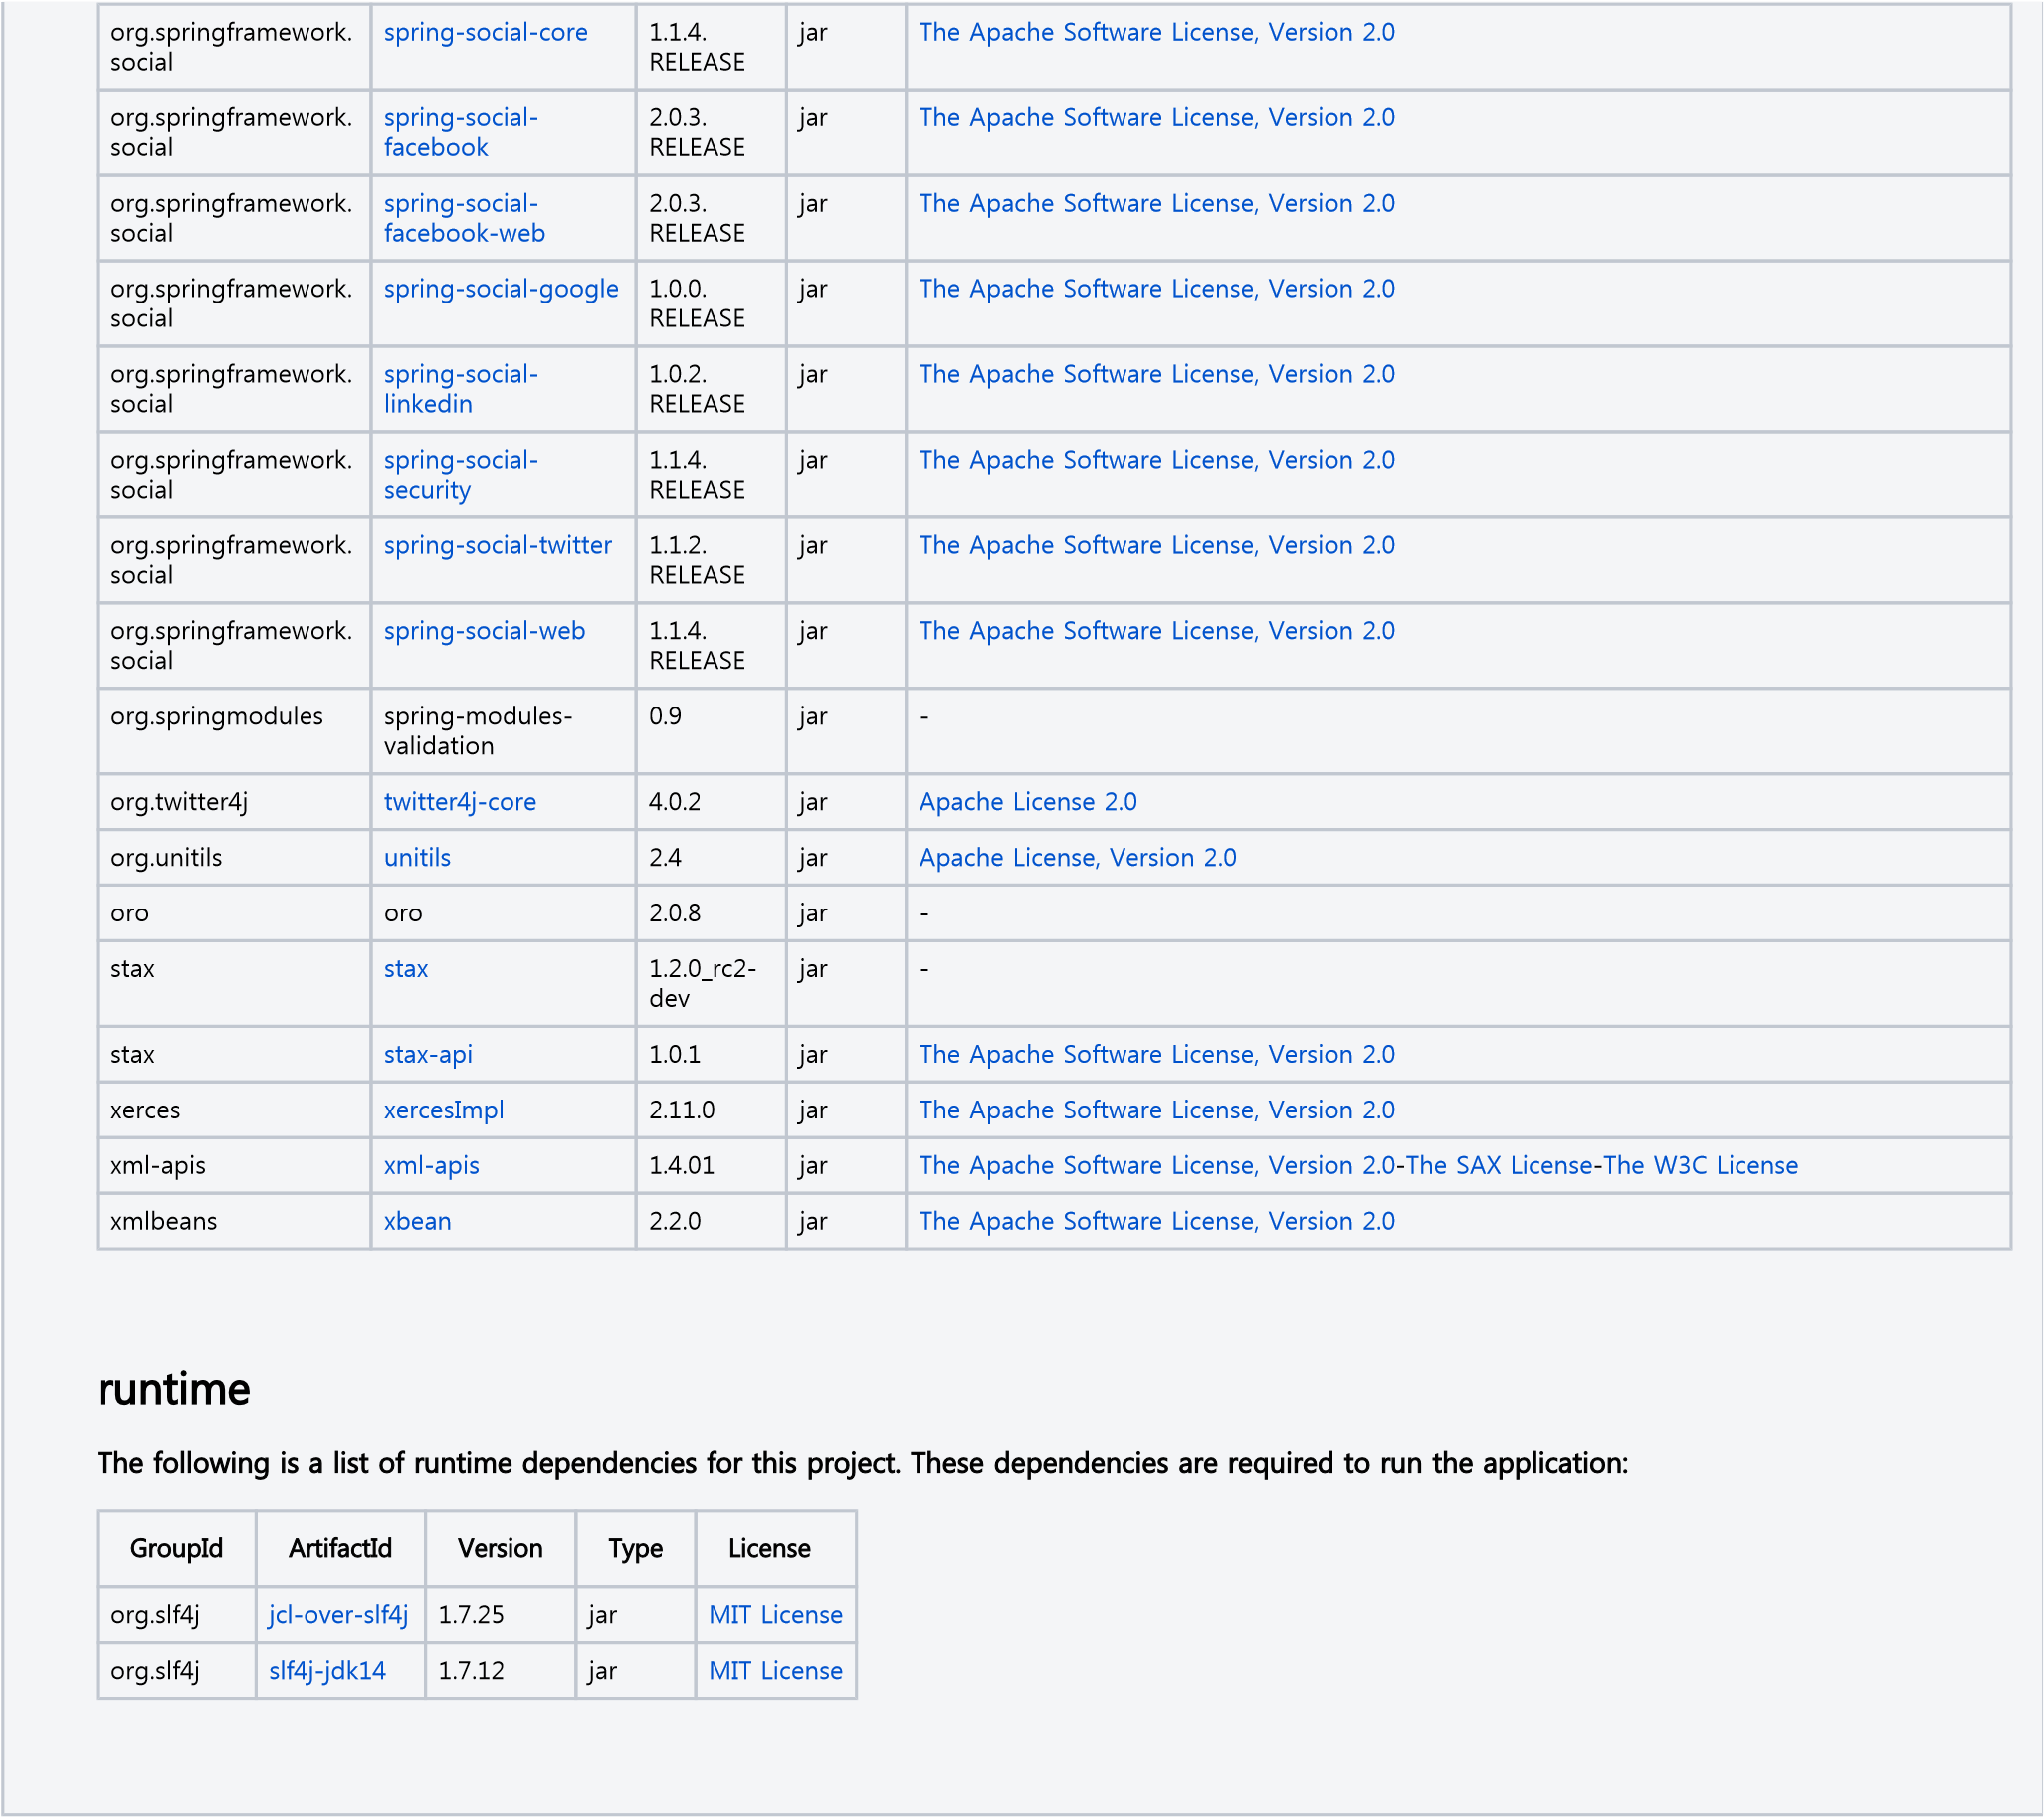 org.springframework. spring-social-core 1.1.4. jar The Apache Software License, Version 2.0
social RELEASE
org.springframework. spring-social- 2.0.3. jar The Apache Software License, Version 2.0
social facebook RELEASE
org.springframework. spring-social- 2.0.3. jar The Apache Software License, Version 2.0
social facebook-web RELEASE
org.springframework. spring-social-google 1.0.0. jar The Apache Software License, Version 2.0
social RELEASE
org.springframework. spring-social- 1.0.2. jar The Apache Software License, Version 2.0
social linkedin RELEASE
org.springframework. spring-social- 1.1.4. jar The Apache Software License, Version 2.0
social security RELEASE
org.springframework. spring-social-twitter 1.1.2. jar The Apache Software License, Version 2.0
social RELEASE
org.springframework. spring-social-web 1.1.4. jar The Apache Software License, Version 2.0
social RELEASE
org.springmodules spring-modules- 0.9 jar -
validation
org.twitter4j twitter4j-core 4.0.2 jar Apache License 2.0
org.unitils unitils 2.4 jar Apache License, Version 2.0
oro oro 2.0.8 jar -
stax stax 1.2.0_rc2- jar -
dev
stax stax-api 1.0.1 jar The Apache Software License, Version 2.0
xerces xercesImpl 2.11.0 jar The Apache Software License, Version 2.0
xml-apis xml-apis 1.4.01 jar The Apache Software License, Version 2.0-The SAX License-The W3C License
xmlbeans xbean 2.2.0 jar The Apache Software License, Version 2.0
runtime
The following is a list of runtime dependencies for this project. These dependencies are required to run the application:
GroupId ArtifactId Version Type License
org.slf4j jcl-over-slf4j 1.7.25 jar MIT License
org.slf4j slf4j-jdk14 1.7.12 jar MIT License